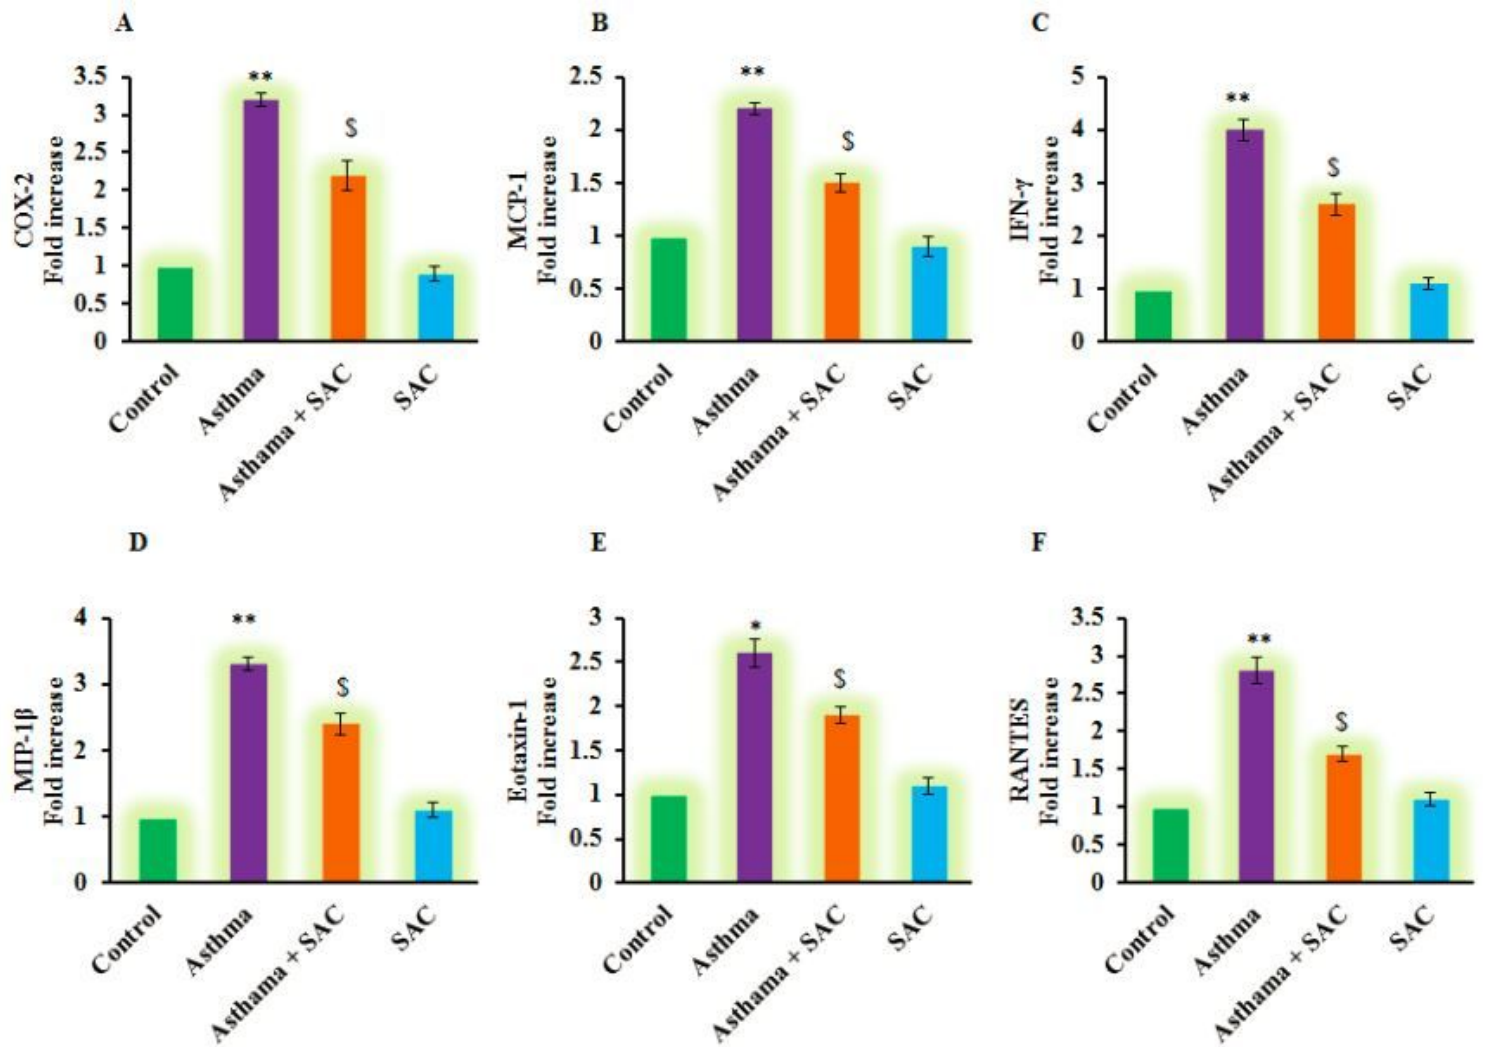 A
COX-2
Fold increase
3.5
3
2.5
2
1.5
1
0.5
0
**
$
Control
Asthma
Asthama + SAC
SAC
B
MCP-1
Fold increase
2.5
2
1.5
1
0.5
0
**
$
Control
Asthma
Asthama + SAC
SAC
C
IFN-γ
Fold increase
5
4
3
2
1
0
**
$
Control
Asthma
Asthama + SAC
SAC
D
MIP-1β
Fold increase
4
3
2
1
0
**
$
Control
Asthma
Asthama + SAC
SAC
E
Eotaxin-1
Fold increase
3
2.5
2
1.5
1
0.5
0
*
$
Control
Asthma
Asthama + SAC
SAC
F
RANTES
Fold increase
3.5
3
2.5
2
1.5
1
0.5
0
**
$
Control
Asthma
Asthama + SAC
SAC